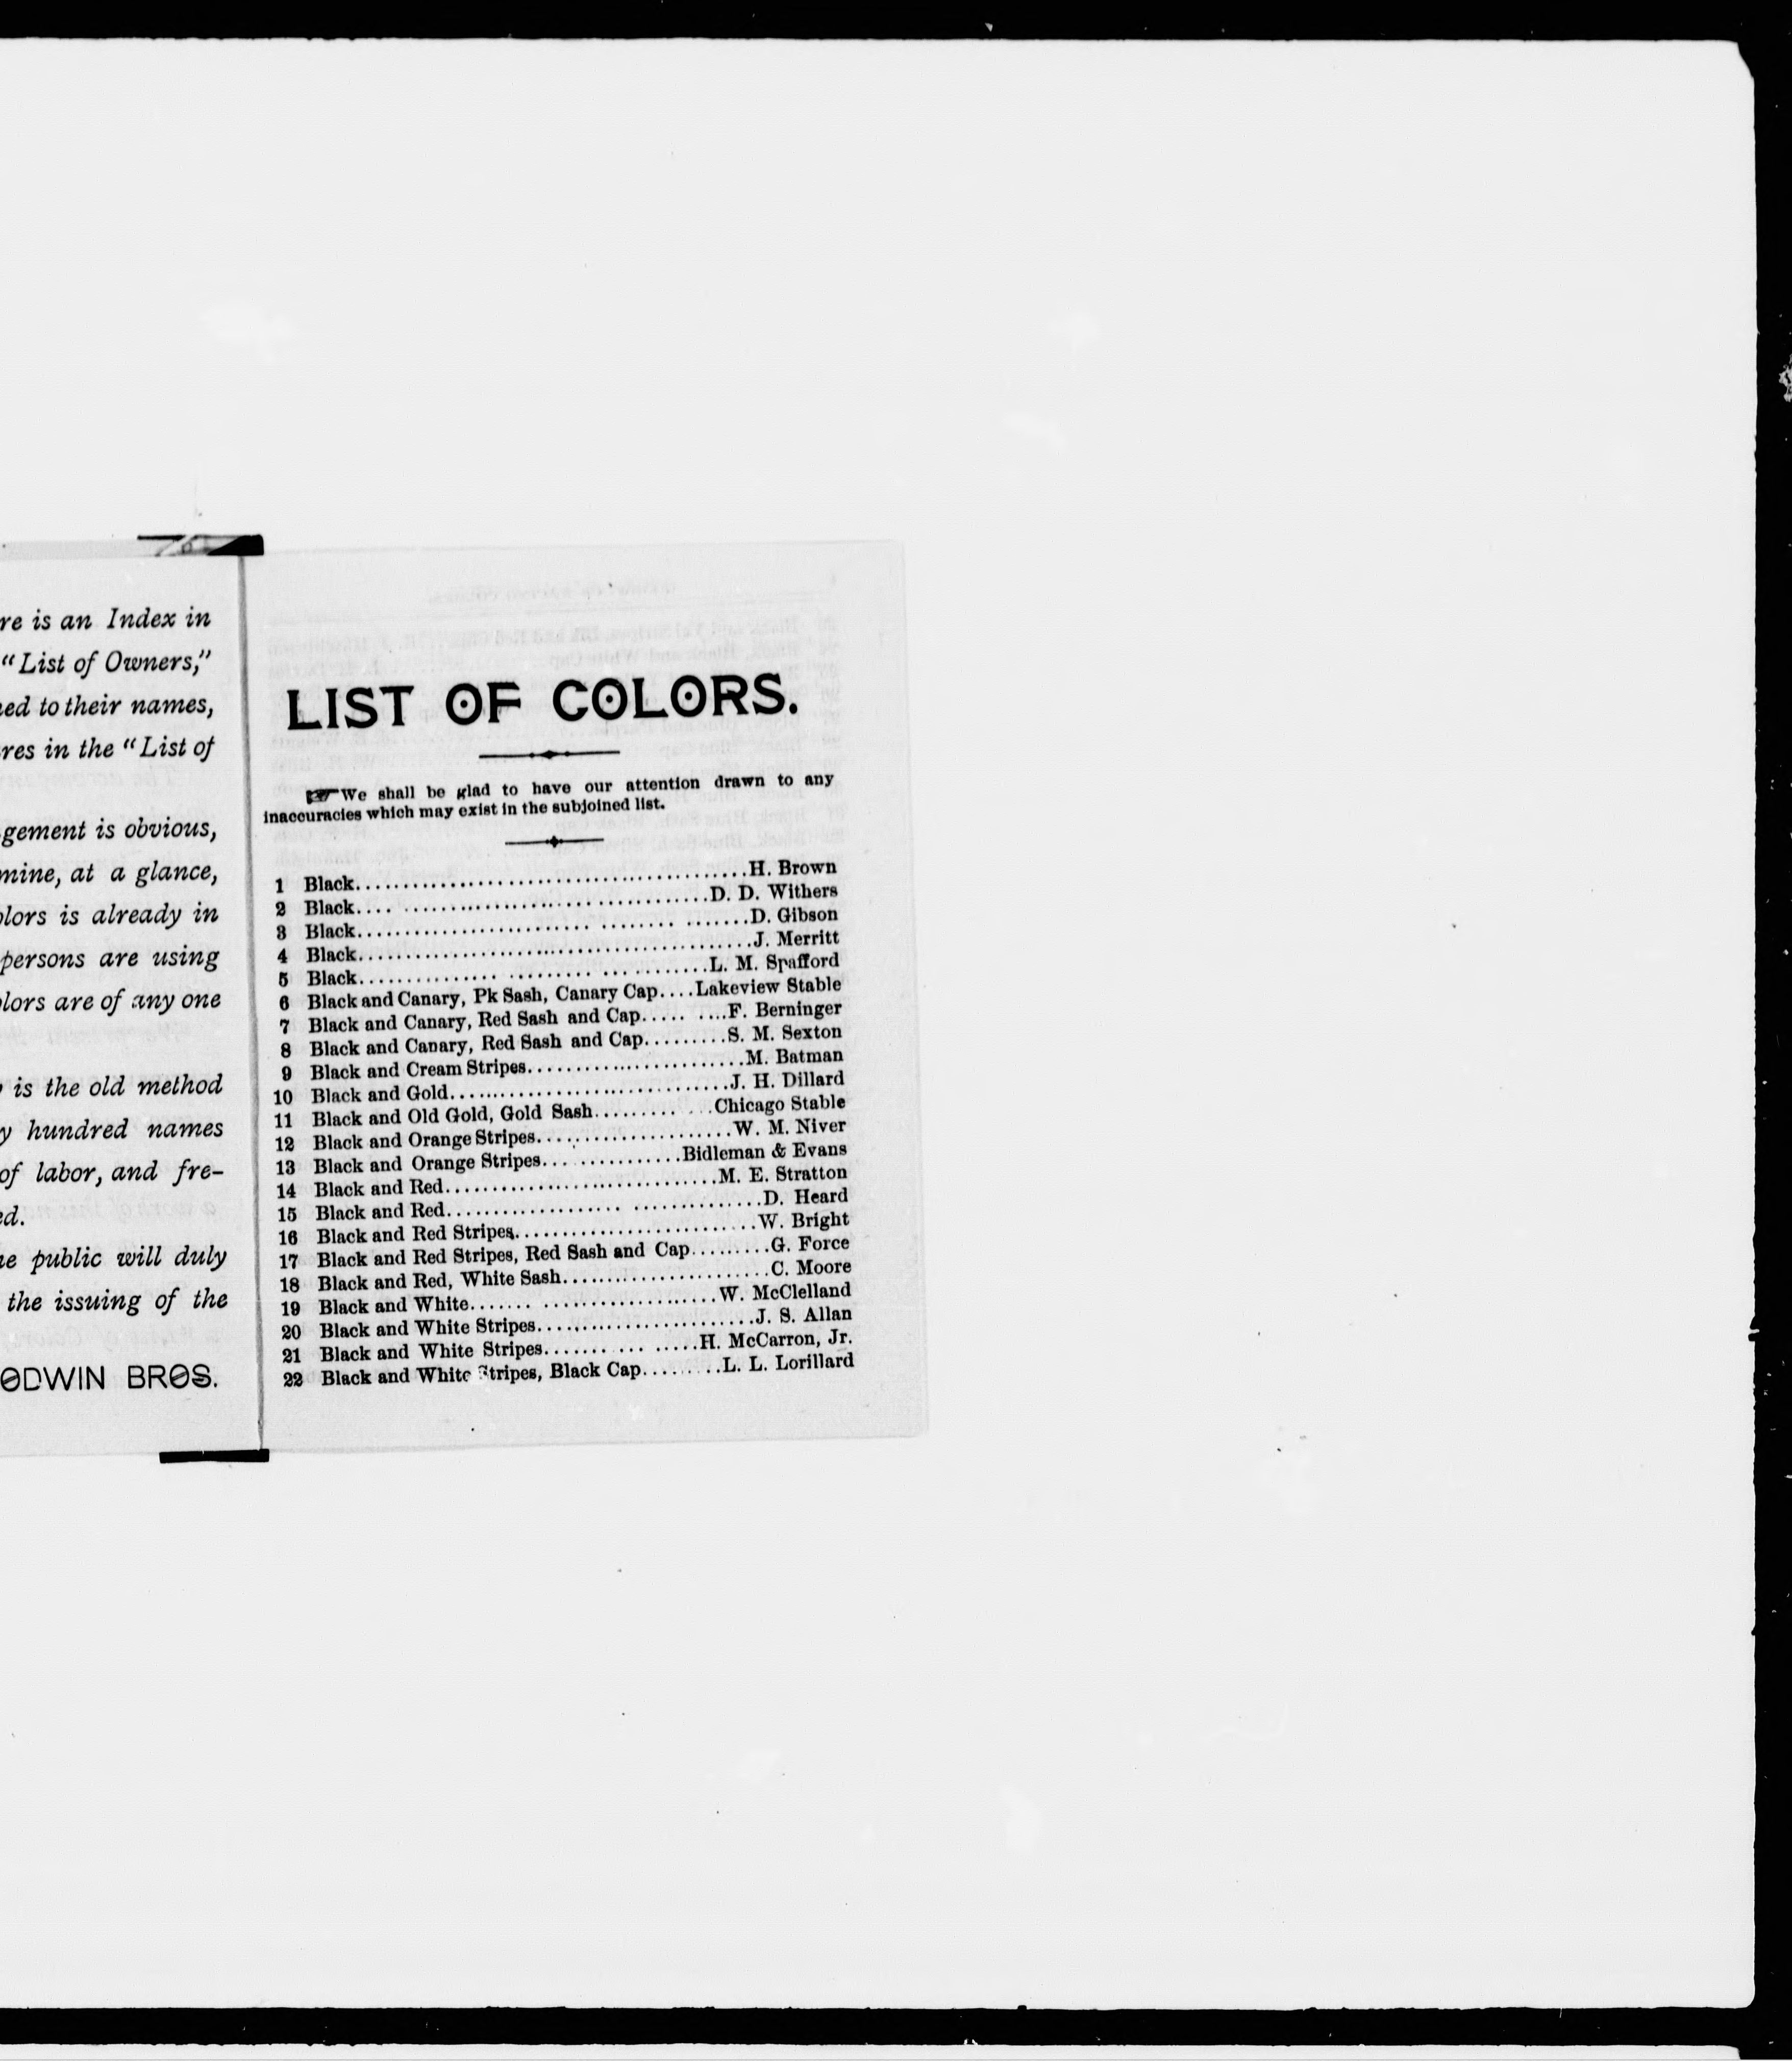 re is an Index in
“List of Owners,”
ed to their names,
res in the “List of
gement is obvious,
mine, at a glance,
olors is already in
persons are using
olors are of any one
is the old method
y hundred names
of labor, and fre-
ed.
e public will duly
the issuing of the
ODWIN BROS.
LIST OF COLORS.
☞We shall be glad to have our attention drawn to any
inaccuracies which may exist in the subjoined list.
1 Black..........H. Brown
2 Black..........D. D. Withers
3 Black..........D. Gibson
4 Black..........J. Merritt
5 Black..........L. M. Spafford
6 Black and Canary, Pk Sash, Canary Cap....Lakeview Stable
7 Black and Canary, Red Sash and Cap..........F. Berninger
8 Black and Canary, Red Sash and Cap.........S. M. Sexton
9 Black and Cream Stripes..........M. Batman
10 Black and Gold..........J. H. Dillard
11 Black and Old Gold, Gold Sash..........Chicago Stable
12 Black and Orange Stripes..........W. M. Niver
13 Black and Orange Stripes..........Bidleman & Evans
14 Black and Red..........M. E. Stratton
15 Black and Red..........D. Heard
16 Black and Red Stripes..........W. Bright
17 Black and Red Stripes, Red Sash and Cap.........G. Force
18 Black and Red, White Sash..........C. Moore
19 Black and White..........W. McClelland
20 Black and White Stripes..........J. S. Allan
21 Black and White Stripes..........H. McCarron, Jr.
22 Black and White Stripes, Black Cap.........L. L. Lorillard